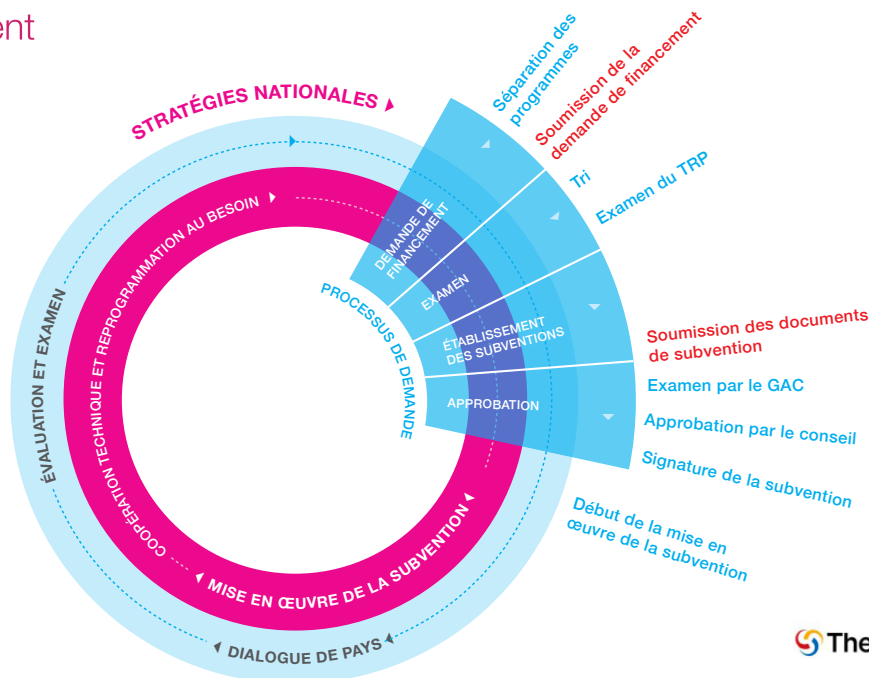 ent
STRATÉGIES NATIONALES
Séparation des
programmes
Soumission de la
demande de financement
Tri
Examen du TRP
DEMANDE DE
FINANCEMENT
EXAMEN
ÉTABLISSEMENT
DES SUBVENTIONS
APPROBATION
PROCESSUS DE DEMANDE
Soumission des documents
de subvention
Examen par le GAC
Approbation par le conseil
Signature de la subvention
Début de la mise en
œuvre de la subvention
COOPÉRATION TECHNIQUE ET REPROGRAMMATION AU BESOIN
ÉVALUATION ET EXAMEN
MISE EN ŒUVRE DE LA SUBVENTION
DIALOGUE DE PAYS
The